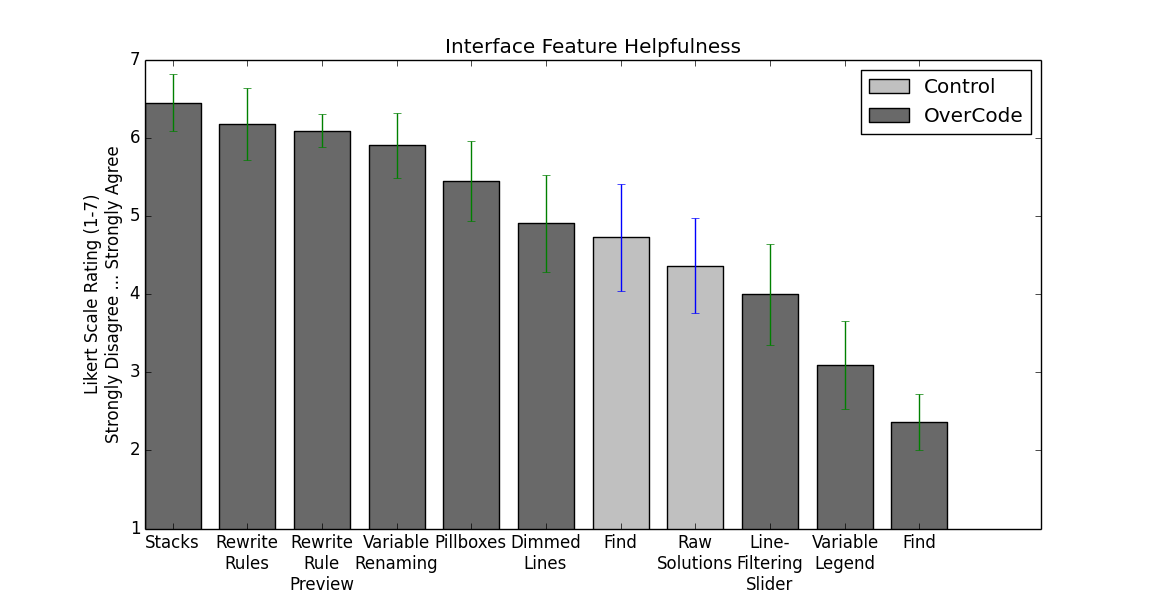 Interface Feature Helpfulness
Control
OverCode
Likert Scale Rating (1-7)
Strongly Disagree ... Strongly Agree
7
6
5
4
3
2
1
Stacks
Rewrite
Rules
Rewrite
Rule
Preview
Variable
Renaming
Pillboxes
Dimmed
Lines
Find
Raw
Solutions
Line-
Filtering
Slider
Variable
Legend
Find